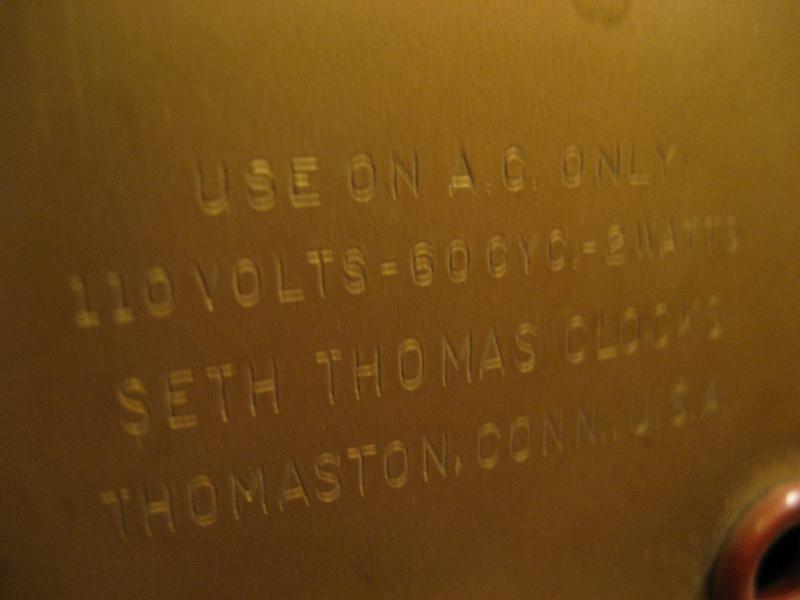 USE ON A.C. ONLY
110 VOLTS-60 CYC.-2 WATTS
SETH THOMAS CLOCKS
THOMASTON, CONN., U.S.A.